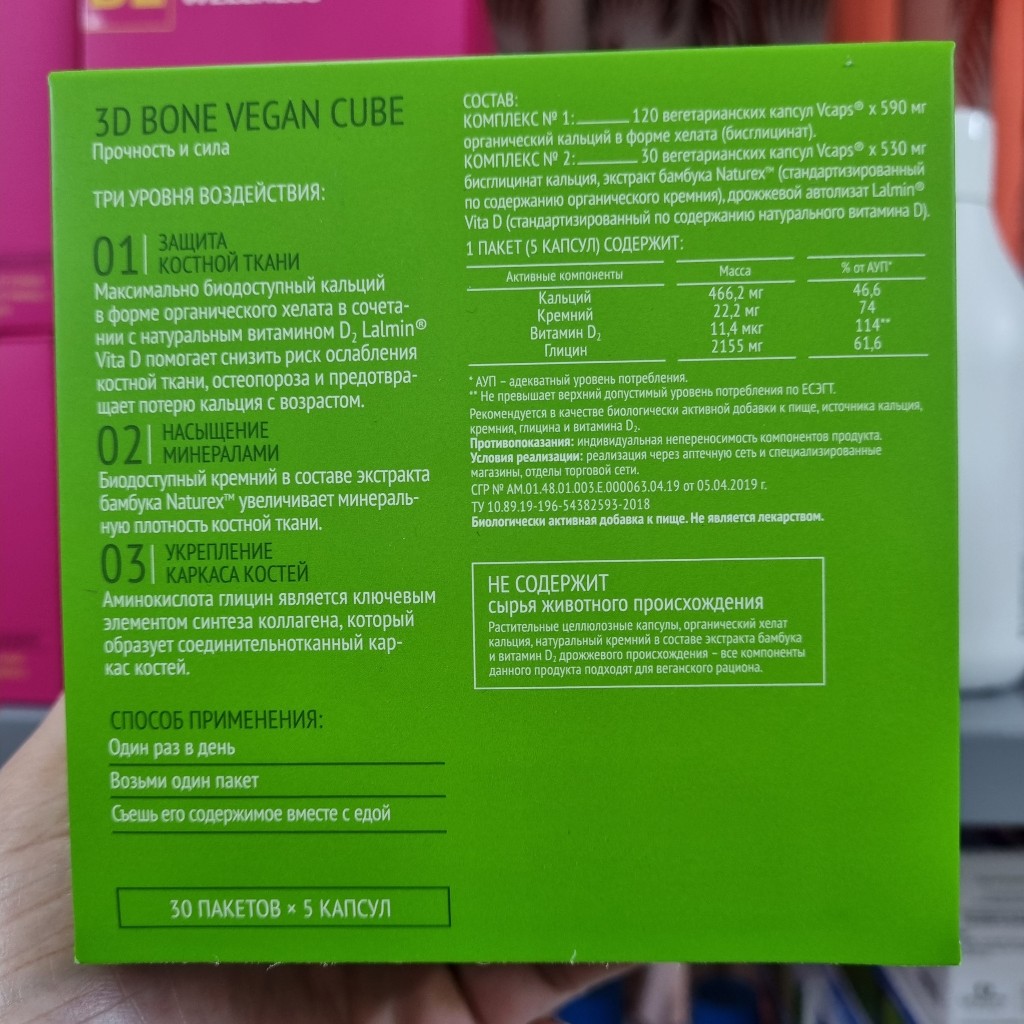 WELLNESS
3D BONE VEGAN CUBE
Прочность и сила
ТРИ УРОВНЯ ВОЗДЕЙСТВИЯ:
01 ЗАЩИТА
КОСТНОЙ ТКАНИ
Максимально биодоступный кальций
в форме органического хелата в сочета-
нии с натуральным витамином D₂ Lalmin®
Vita D помогает снизить риск ослабления
костной ткани, остеопороза и предотвра-
щает потерю кальция с возрастом.
02 НАСЫЩЕНИЕ
МИНЕРАЛАМИ
Биодоступный кремний в составе экстракта
бамбука Naturex™ увеличивает минераль-
ную плотность костной ткани.
03 УКРЕПЛЕНИЕ
КАРКАСА КОСТЕЙ
Аминокислота глицин является ключевым
элементом синтеза коллагена, который
образует соединительнотканный кар-
кас костей.
СПОСОБ ПРИМЕНЕНИЯ:
Один раз в день
Возьми один пакет
Съешь его содержимое вместе с едой
30 ПАКЕТОВ × 5 КАПСУЛ
СОСТАВ:
КОМПЛЕКС № 1:______ 120 вегетарианских капсул Vcaps® x 590 мг
органический кальций в форме хелата (бисглицинат).
КОМПЛЕКС № 2:______ 30 вегетарианских капсул Vcaps® x 530 мг
бисглицинат кальция, экстракт бамбука Naturex™ (стандартизированный
по содержанию органического кремния), дрожжевой автолизат Lalmin®
Vita D (стандартизированный по содержанию натурального витамина D).
1 ПАКЕТ (5 КАПСУЛ) СОДЕРЖИТ:
Активные компоненты Масса % от АУП*
Кальций 466,2 мг 46,6
Кремний 22,2 мг 74
Витамин D₂ 11,4 мкг 114**
Глицин 2155 мг 61,6
* АУП – адекватный уровень потребления.
** Не превышает верхний допустимый уровень потребления по ЕСЭГТ.
Рекомендуется в качестве биологически активной добавки к пище, источника кальция,
кремния, глицина и витамина D₂.
Противопоказания: индивидуальная непереносимость компонентов продукта.
Условия реализации: реализация через аптечную сеть и специализированные
магазины, отделы торговой сети.
СГР № AM.01.48.01.003.E.000063.04.19 от 05.04.2019 г.
ТУ 10.89.19-196-54382593-2018
Биологически активная добавка к пище. Не является лекарством.
НЕ СОДЕРЖИТ
сырья животного происхождения
Растительные целлюлозные капсулы, органический хелат
кальция, натуральный кремний в составе экстракта бамбука
и витамин D₂ дрожжевого происхождения – все компоненты
данного продукта подходят для веганского рациона.